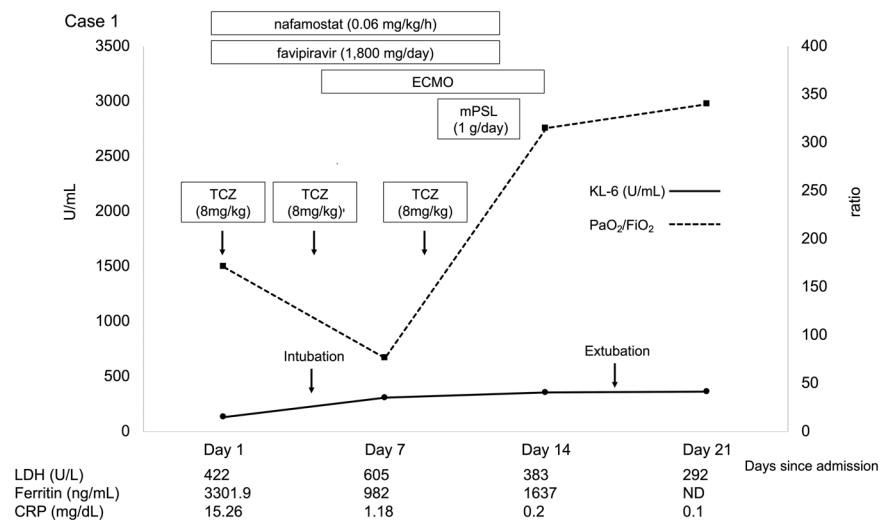 Case 1
nafamostat (0.06 mg/kg/h)
favipiravir (1,800 mg/day)
ECMO
mPSL
(1 g/day)
TCZ
(8mg/kg)
TCZ
(8mg/kg)
TCZ
(8mg/kg)
3500
3000
2500
2000
1500
1000
500
0
U/mL
400
350
300
250
200
150
100
50
0
ratio
KL-6 (U/mL)
PaO₂/FiO₂
Intubation
Extubation
Day 1 Day 7 Day 14 Day 21
Days since admission
LDH (U/L) 422 605 383 292
Ferritin (ng/mL) 3301.9 982 1637 ND
CRP (mg/dL) 15.26 1.18 0.2 0.1